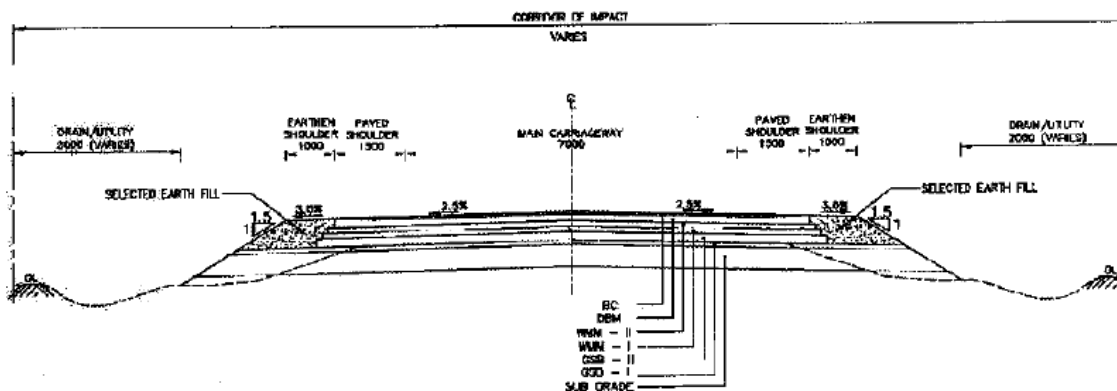 CORRIDOR OF IMPACT
VARIES
DRAIN/UTILITY
2000 (VARIES)
EARTHEN
SHOULDER
1000
PAVED
SHOULDER
1500
℄
MAIN CARRIAGEWAY
7000
PAVED
SHOULDER
1500
EARTHEN
SHOULDER
1000
DRAIN/UTILITY
2000 (VARIES)
SELECTED EARTH FILL
SELECTED EARTH FILL
1.5
1
3.0%
2.5%
2.5%
3.0%
1.5
1
GL
GL
BC
DBM
WMM - II
WMM - I
GSB - II
GSB - I
SUB GRADE